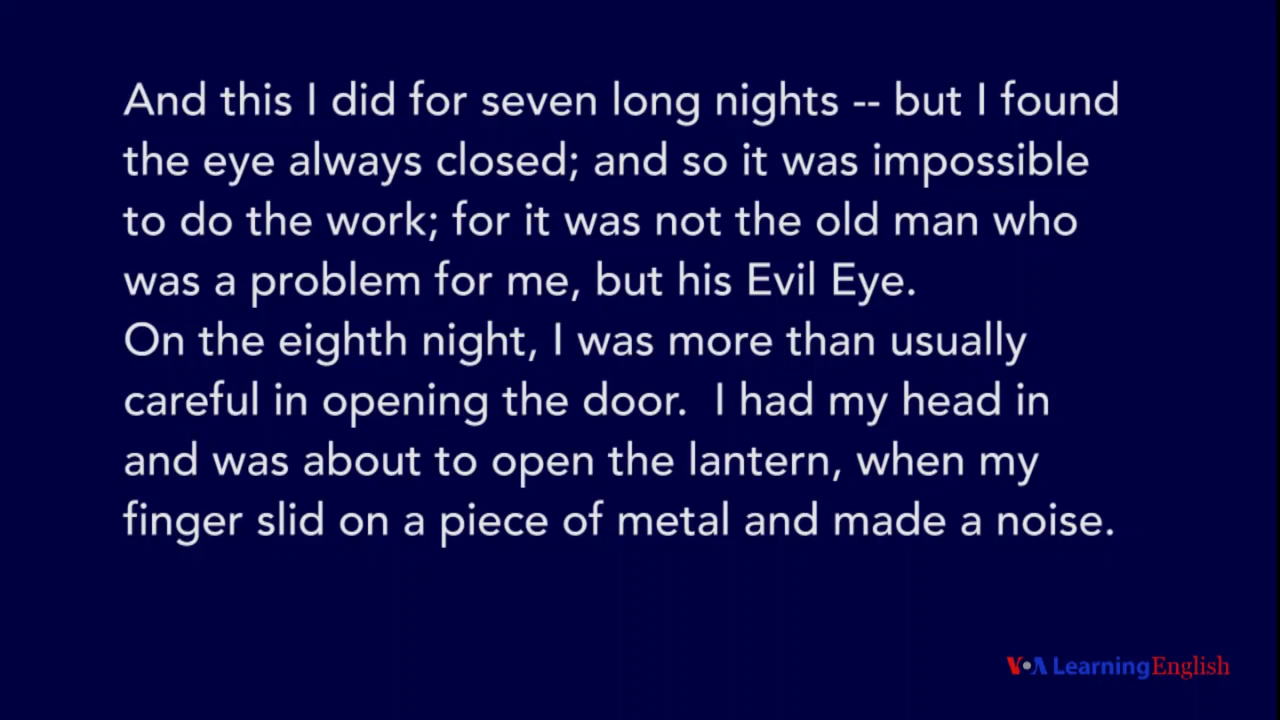 And this I did for seven long nights -- but I found
the eye always closed; and so it was impossible
to do the work; for it was not the old man who
was a problem for me, but his Evil Eye.
On the eighth night, I was more than usually
careful in opening the door.  I had my head in
and was about to open the lantern, when my
finger slid on a piece of metal and made a noise.
VOA Learning English